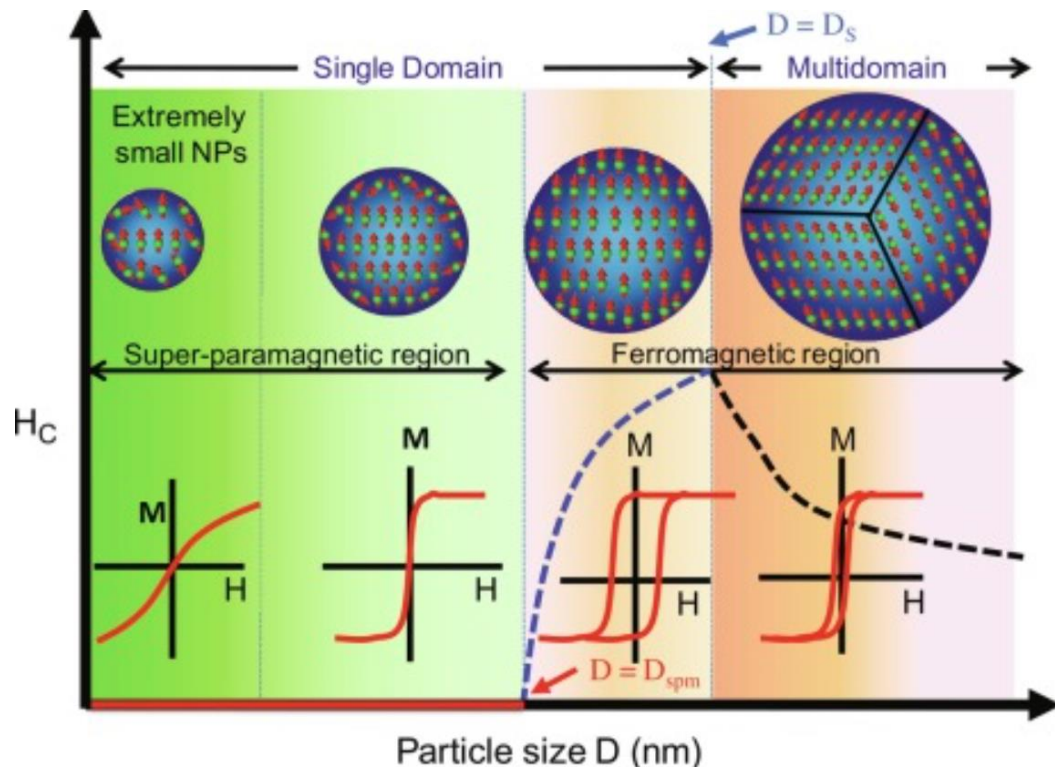 D = D_S
Single Domain
Multidomain
Extremely
small NPs
Super-paramagnetic region
Ferromagnetic region
H_C
M
H
M
H
M
H
M
H
D = D_spm
Particle size D (nm)